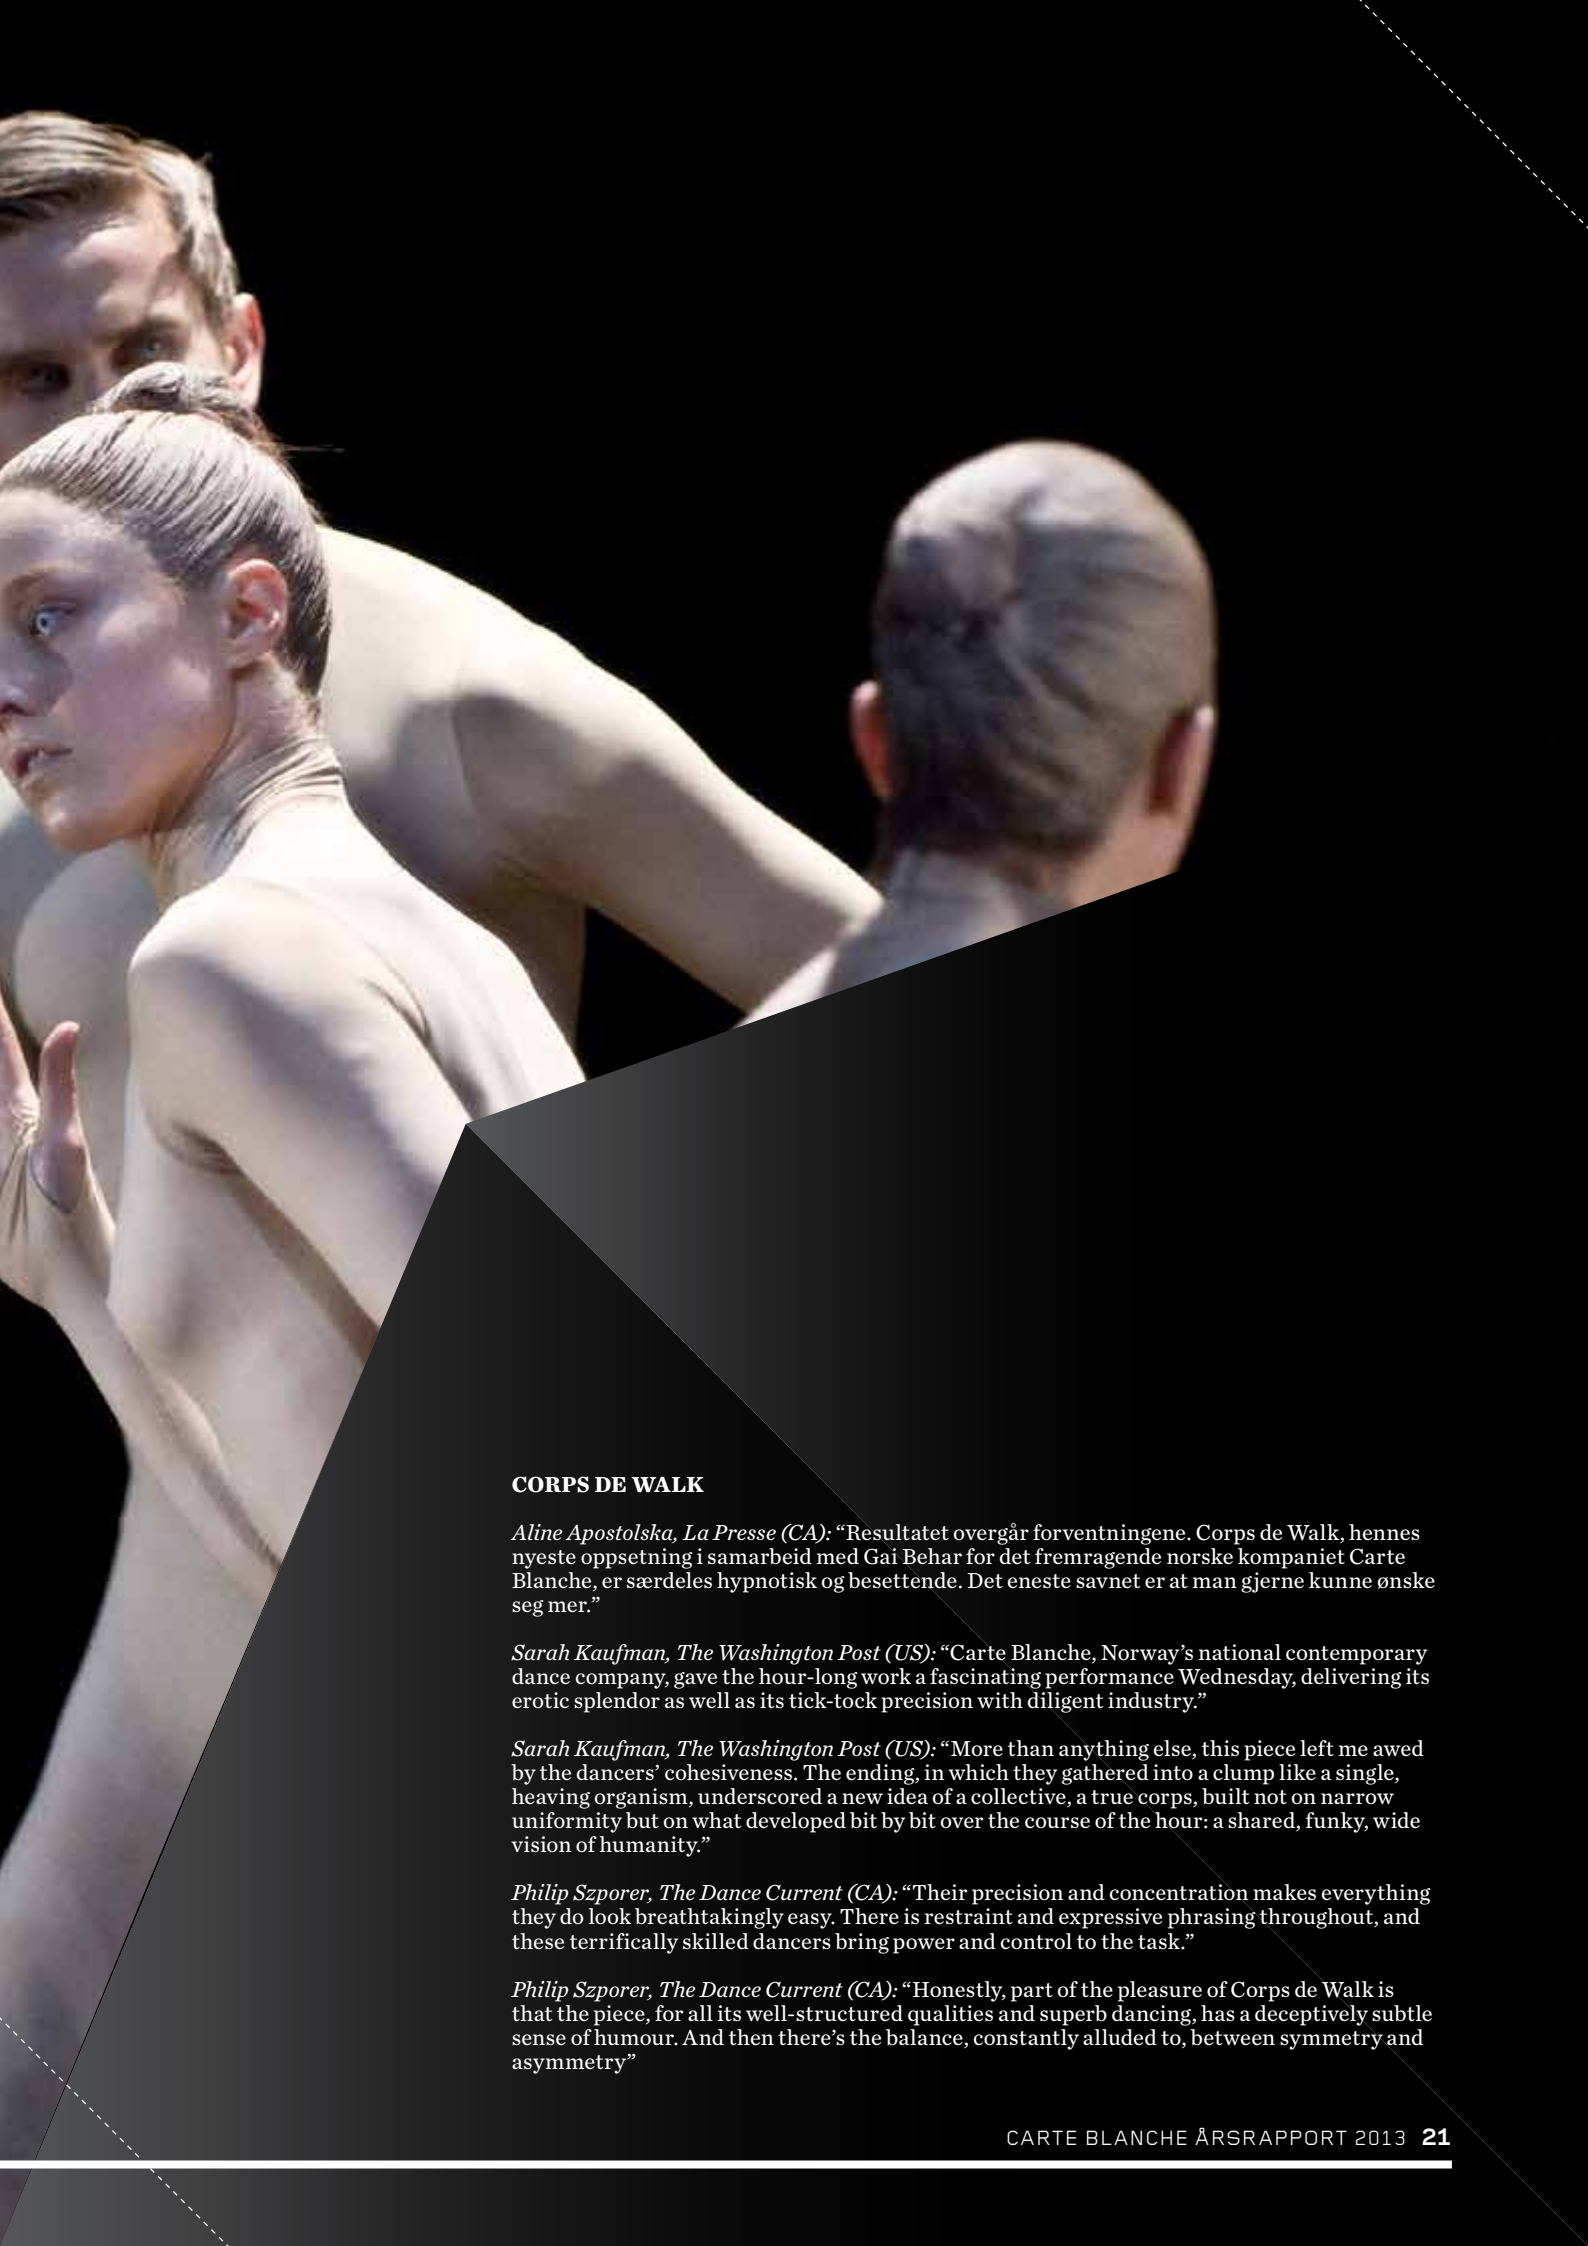 CORPS DE WALK
Aline Apostolska, La Presse (CA): “Resultatet overgår forventningene. Corps de Walk, hennes
nyeste oppsetning i samarbeid med Gai Behar for det fremragende norske kompaniet Carte
Blanche, er særdeles hypnotisk og besettende. Det eneste savnet er at man gjerne kunne ønske
seg mer.”
Sarah Kaufman, The Washington Post (US): “Carte Blanche, Norway’s national contemporary
dance company, gave the hour-long work a fascinating performance Wednesday, delivering its
erotic splendor as well as its tick-tock precision with diligent industry.”
Sarah Kaufman, The Washington Post (US): “More than anything else, this piece left me awed
by the dancers’ cohesiveness. The ending, in which they gathered into a clump like a single,
heaving organism, underscored a new idea of a collective, a true corps, built not on narrow
uniformity but on what developed bit by bit over the course of the hour: a shared, funky, wide
vision of humanity.”
Philip Szporer, The Dance Current (CA): “Their precision and concentration makes everything
they do look breathtakingly easy. There is restraint and expressive phrasing throughout, and
these terrifically skilled dancers bring power and control to the task.”
Philip Szporer, The Dance Current (CA): “Honestly, part of the pleasure of Corps de Walk is
that the piece, for all its well-structured qualities and superb dancing, has a deceptively subtle
sense of humour. And then there’s the balance, constantly alluded to, between symmetry and
asymmetry”
CARTE BLANCHE ÅRSRAPPORT 2013 21